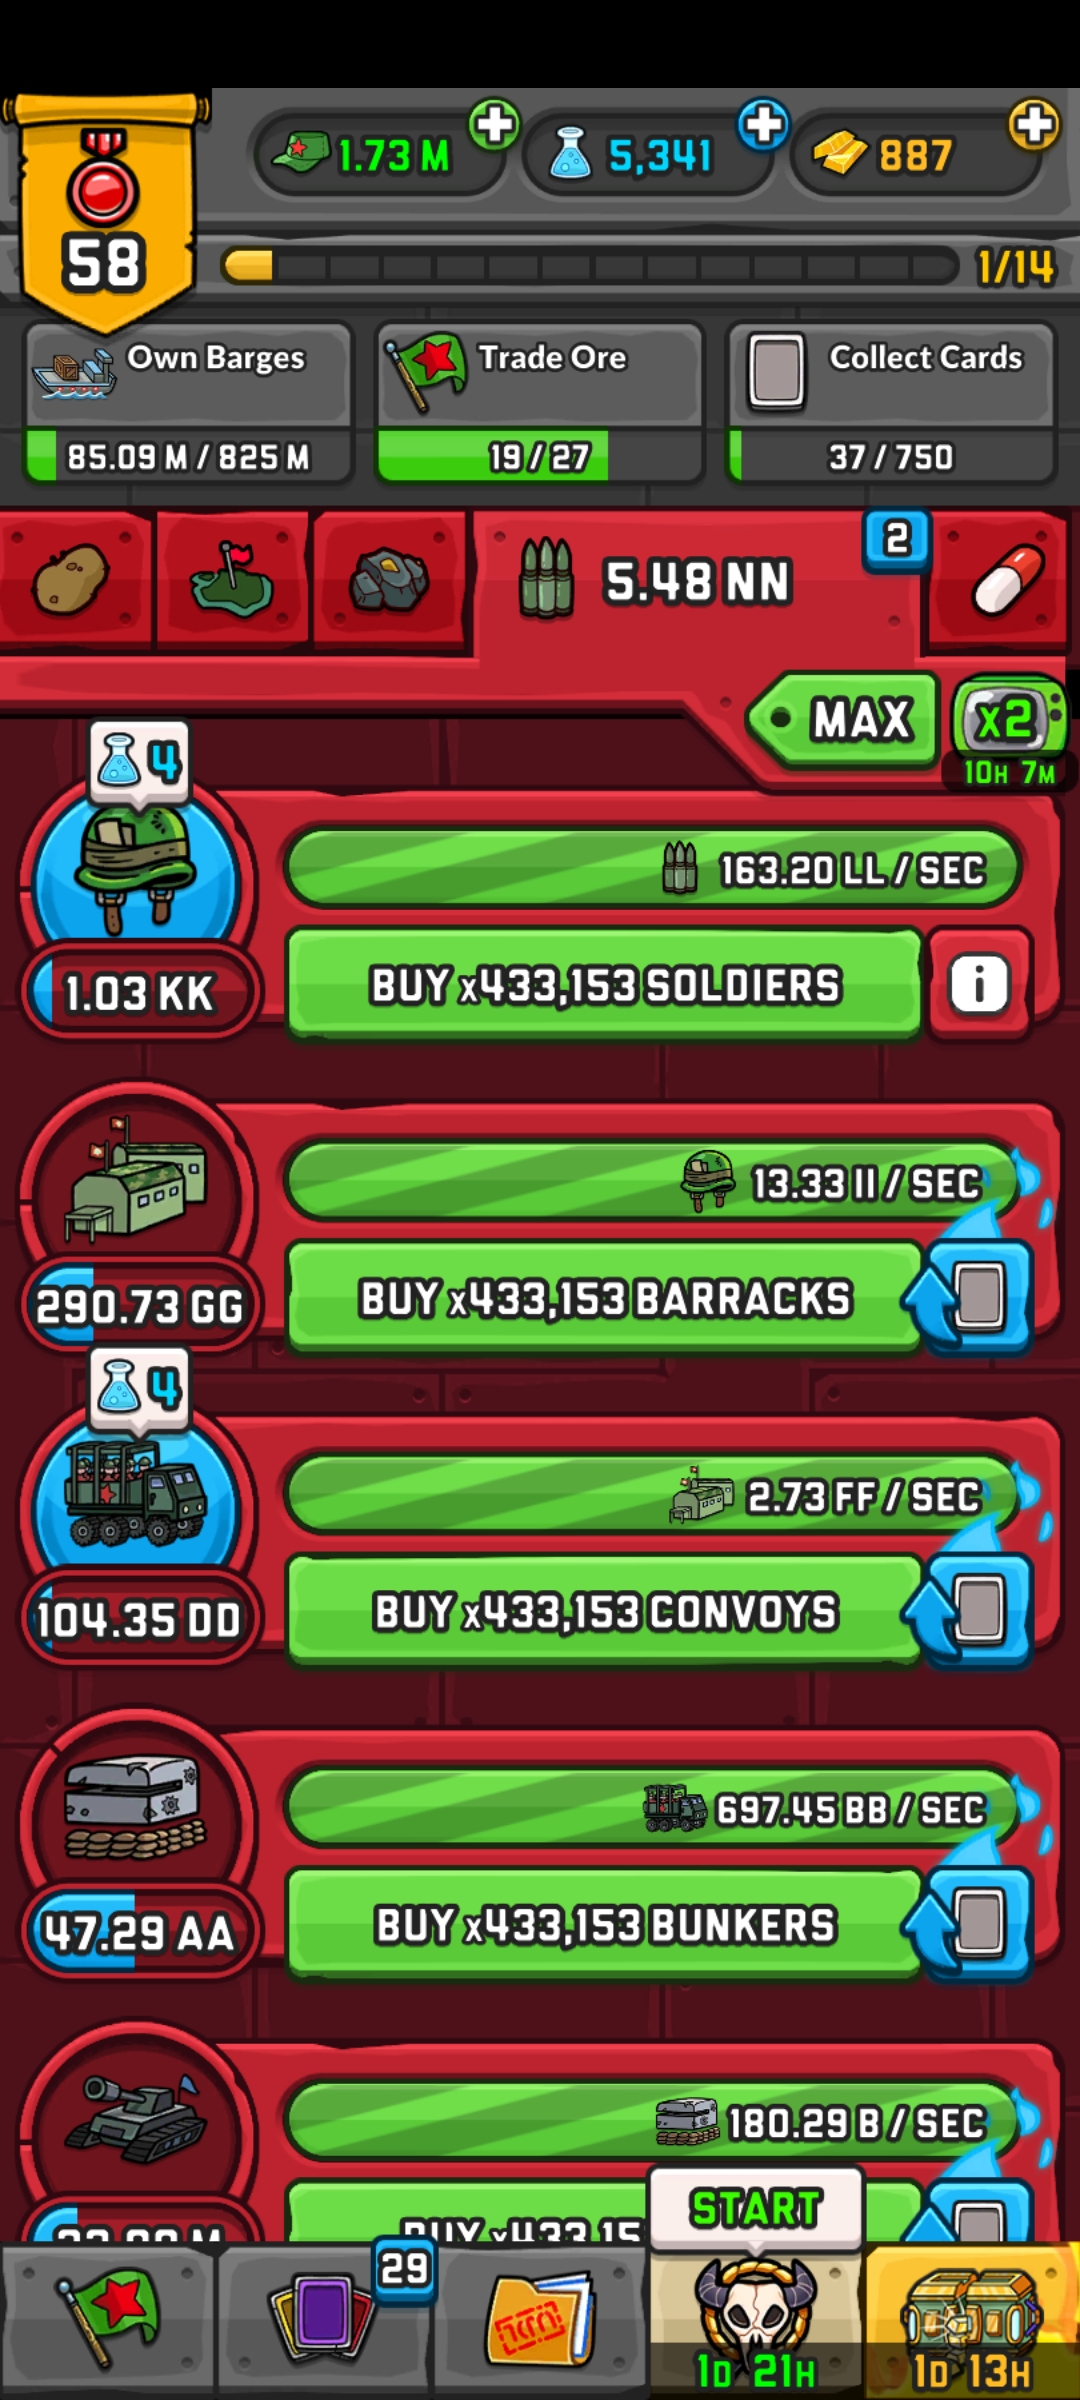 58
1.73 M
5,341
887
1/14
Own Barges
85.09 M / 825 M
Trade Ore
19 / 27
Collect Cards
37 / 750
5.48 NN
2
MAX
x2
10H 7M
4
163.20 LL / SEC
1.03 KK
BUY x433,153 SOLDIERS
i
13.33 II / SEC
290.73 GG
BUY x433,153 BARRACKS
4
2.73 FF / SEC
104.35 DD
BUY x433,153 CONVOYS
697.45 BB / SEC
47.29 AA
BUY x433,153 BUNKERS
180.29 B / SEC
BUY x433,15
START
29
1D 21H
1D 13H